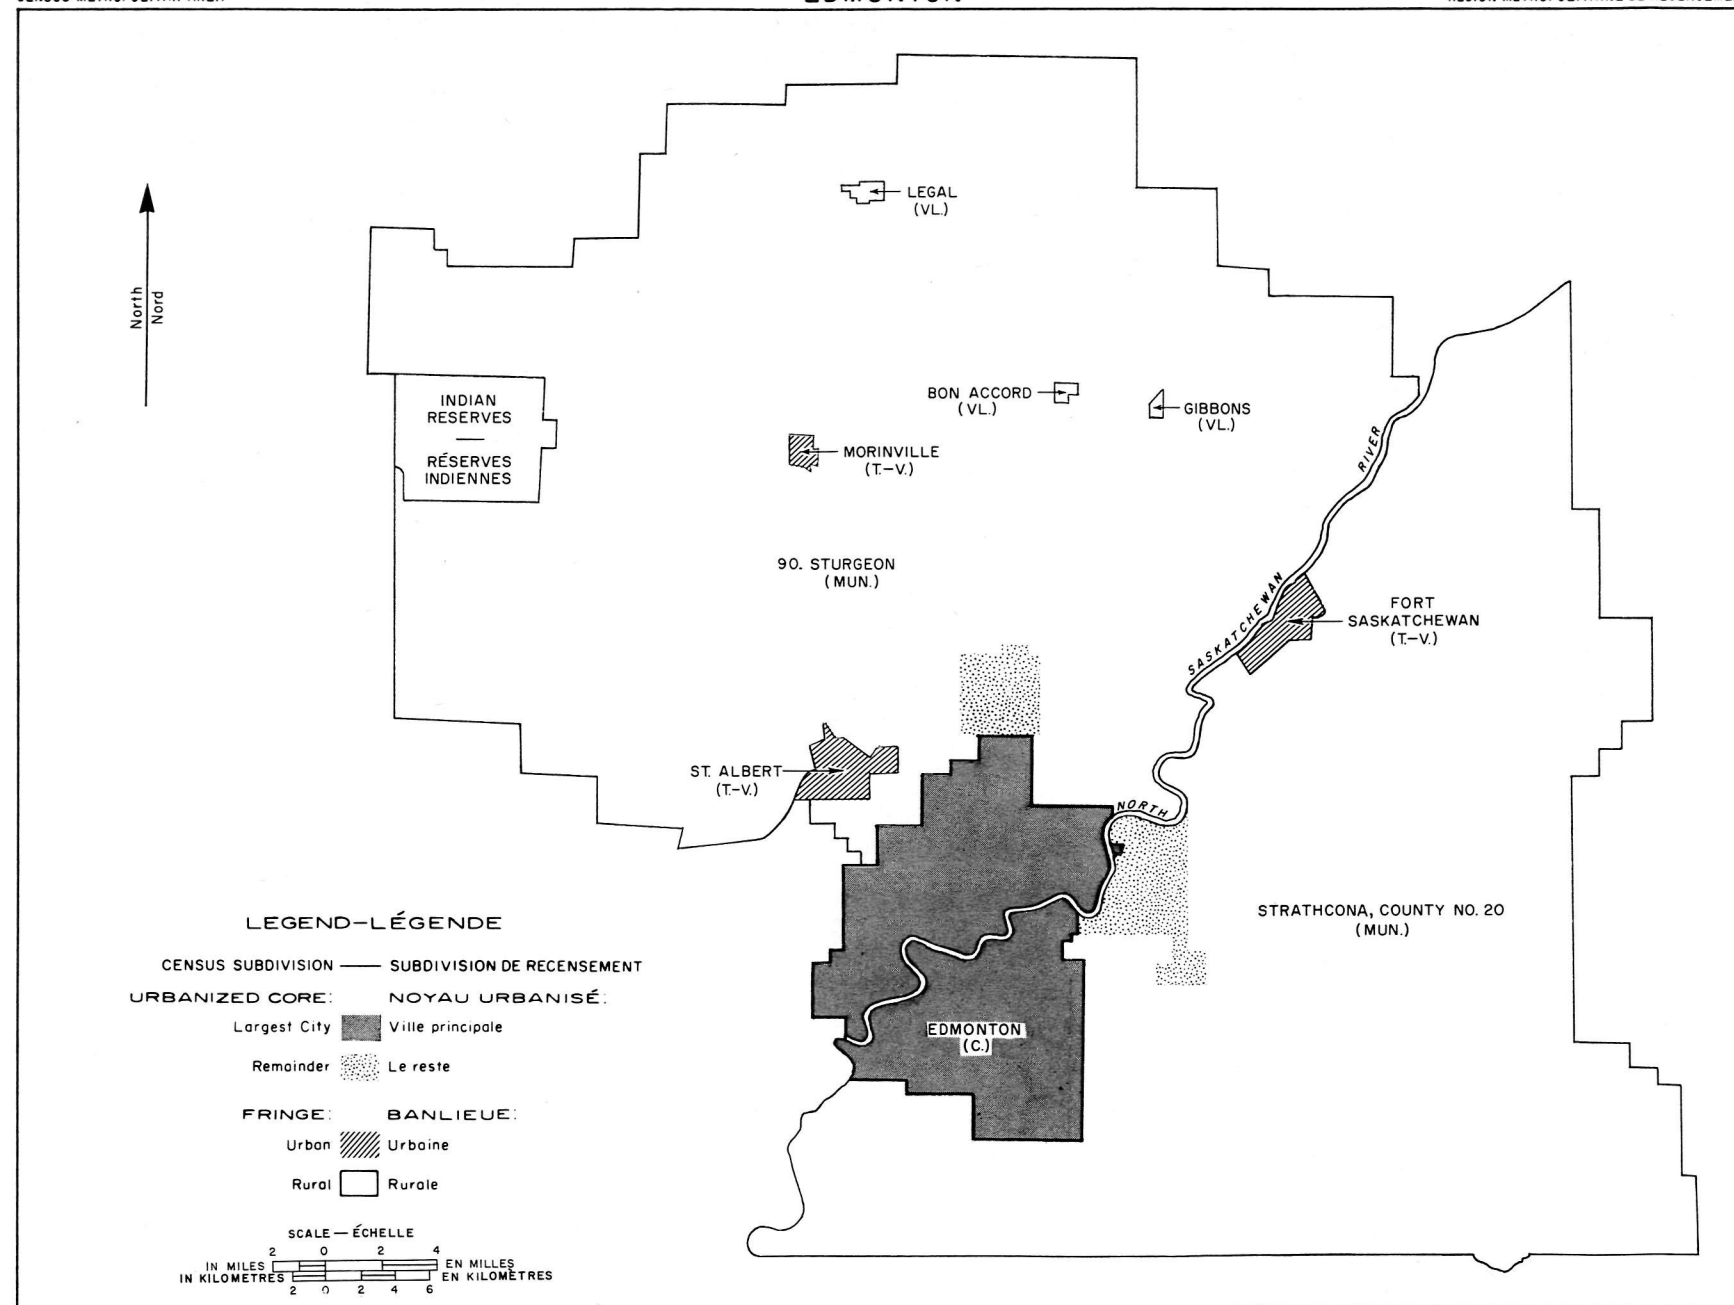 EDMONTON
LEGAL
(VL.)
North
Nord
INDIAN
RESERVES
RÉSERVES
INDIENNES
BON ACCORD
(VL.)
GIBBONS
(VL.)
MORINVILLE
(T.—V.)
90. STURGEON
(MUN.)
NORTH SASKATCHEWAN RIVER
FORT
SASKATCHEWAN
(T.—V.)
ST. ALBERT
(T.—V.)
STRATHCONA, COUNTY NO. 20
(MUN.)
EDMONTON
(C.)
LEGEND—LÉGENDE
CENSUS SUBDIVISION —— SUBDIVISION DE RECENSEMENT
URBANIZED CORE: NOYAU URBANISÉ:
Largest City Ville principale
Remainder Le reste
FRINGE: BANLIEUE:
Urban Urbaine
Rural Rurale
SCALE — ÉCHELLE
2 0 2 4
IN MILES EN MILLES
IN KILOMETRES EN KILOMÈTRES
2 0 2 4 6